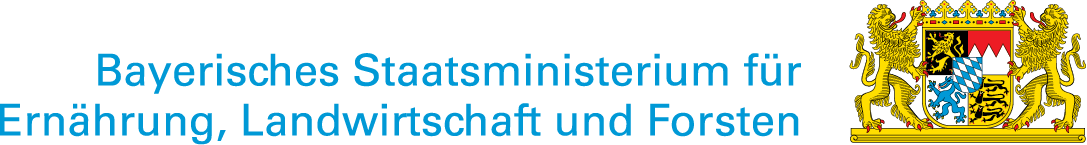 Bayerisches Staatsministerium für
Ernährung, Landwirtschaft und Forsten